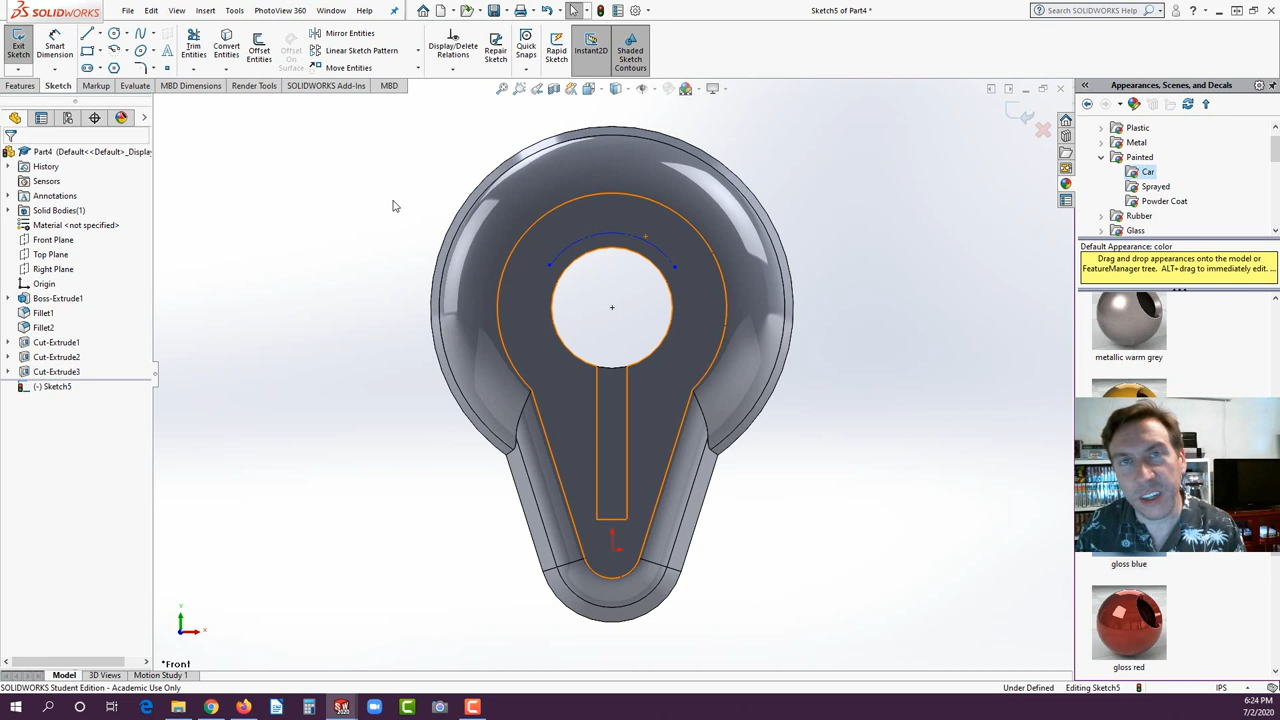 SOLIDWORKS
File Edit View Insert Tools PhotoView 360 Window Help
Sketch5 of Part4 *
Search SOLIDWORKS Help
Exit Sketch
Smart Dimension
Trim Entities
Convert Entities
Offset Entities
Offset On Surface
Mirror Entities
Linear Sketch Pattern
Move Entities
Display/Delete Relations
Repair Sketch
Quick Snaps
Rapid Sketch
Instant2D
Shaded Sketch Contours
Features Sketch Markup Evaluate MBD Dimensions Render Tools SOLIDWORKS Add-Ins MBD
Part4 (Default<<Default>_Display
History
Sensors
Annotations
Solid Bodies(1)
Material <not specified>
Front Plane
Top Plane
Right Plane
Origin
Boss-Extrude1
Fillet1
Fillet2
Cut-Extrude1
Cut-Extrude2
Cut-Extrude3
(-) Sketch5
Y
X
*Front
Appearances, Scenes, and Decals
Plastic
Metal
Painted
Car
Sprayed
Powder Coat
Rubber
Glass
Default Appearance: color
Drag and drop appearances onto the model or
FeatureManager tree. ALT+drag to immediately edit. ...
metallic warm grey
gloss blue
gloss red
Model 3D Views Motion Study 1
SOLIDWORKS Student Edition - Academic Use Only
Under Defined Editing Sketch5 IPS
6:24 PM
7/2/2020